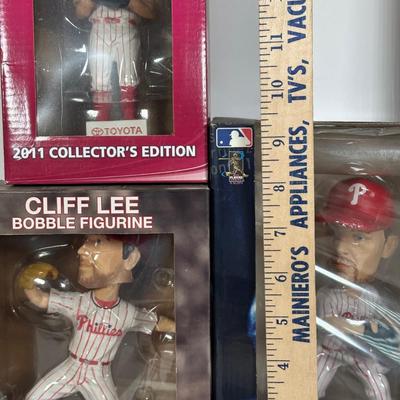 TOYOTA
2011 COLLECTOR'S EDITION
CLIFF LEE
BOBBLE FIGURINE
Phillies
P
MAINIERO'S APPLIANCES, TV'S, VACU
11
10
9
8
7
6
5
4